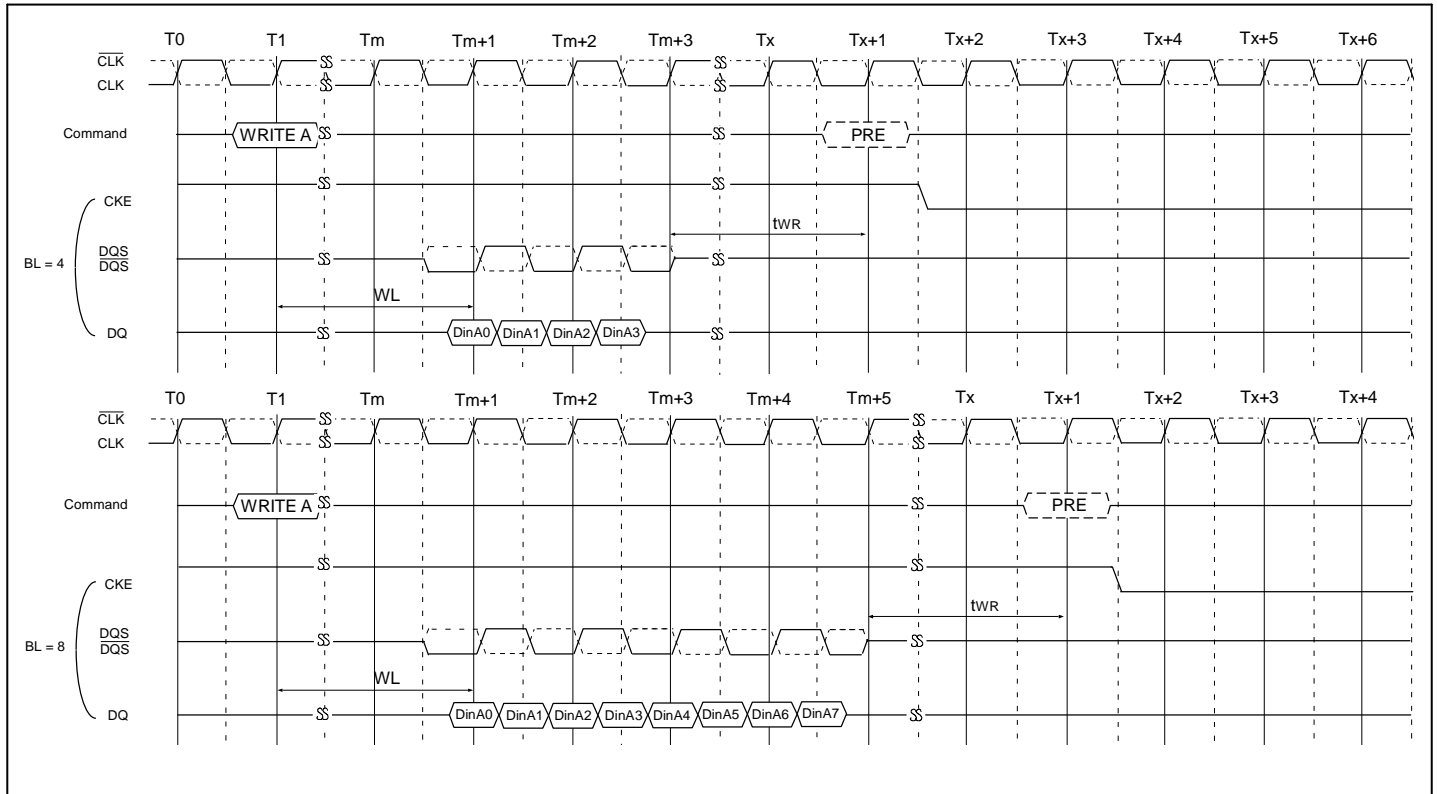 T0 T1 Tm Tm+1 Tm+2 Tm+3 Tx Tx+1 Tx+2 Tx+3 Tx+4 Tx+5 Tx+6
CLK
CLK
Command WRITE A PRE
CKE
tWR
DQS
BL = 4
DQS
WL
DQ DinA0 DinA1 DinA2 DinA3
T0 T1 Tm Tm+1 Tm+2 Tm+3 Tm+4 Tm+5 Tx Tx+1 Tx+2 Tx+3 Tx+4
CLK
CLK
Command WRITE A PRE
CKE
tWR
DQS
BL = 8
DQS
WL
DQ DinA0 DinA1 DinA2 DinA3 DinA4 DinA5 DinA6 DinA7